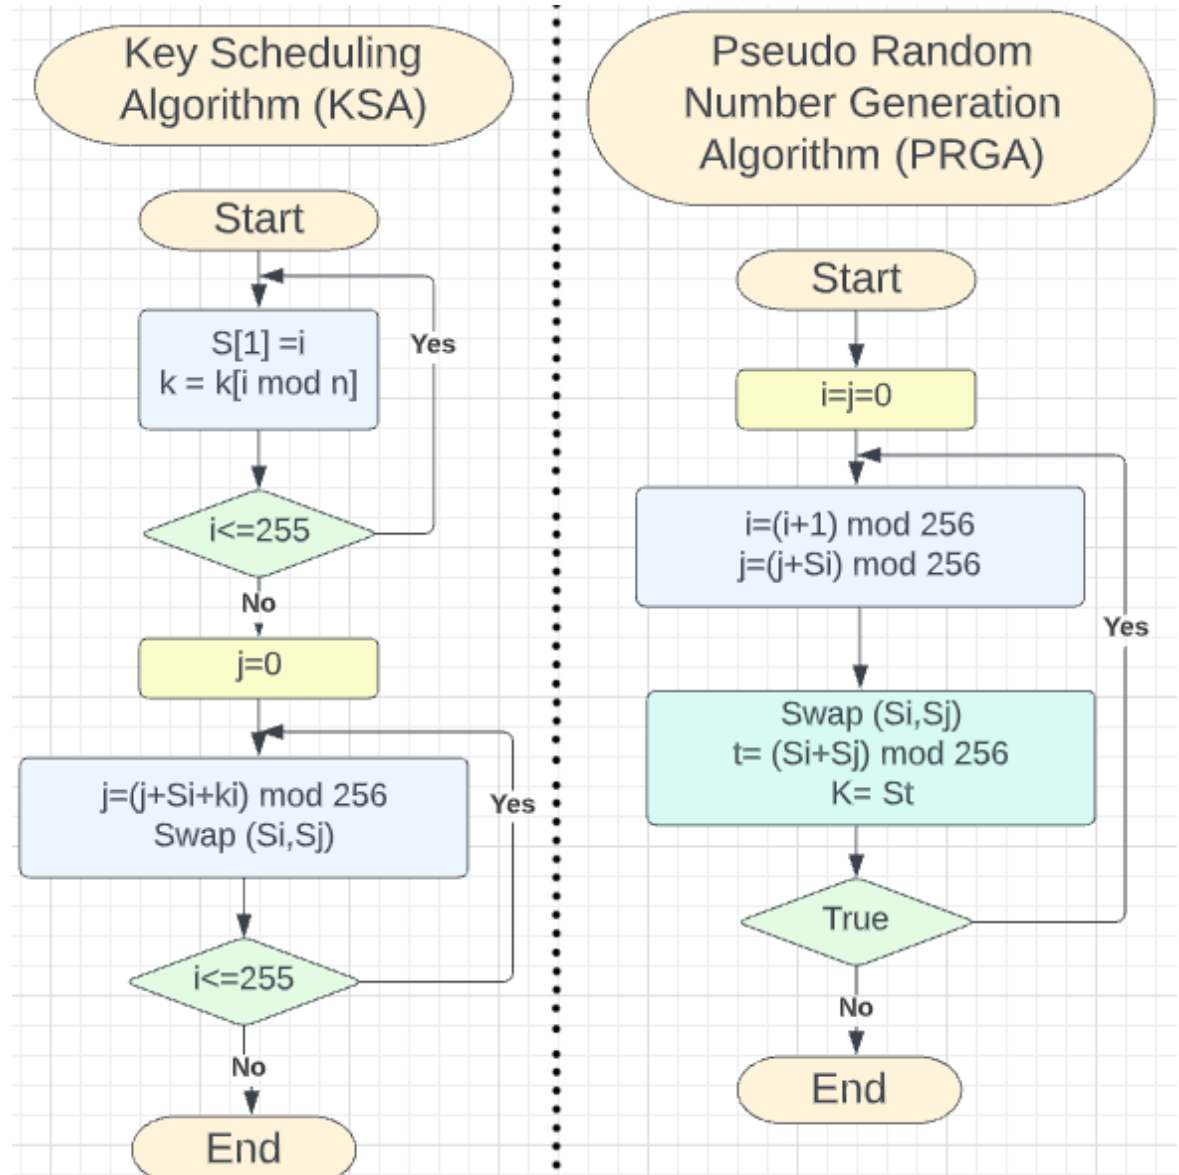 Key Scheduling
Algorithm (KSA)
Start
S[1] =i
k = k[i mod n]
Yes
i<=255
No
j=0
j=(j+Si+ki) mod 256
Swap (Si,Sj)
Yes
i<=255
No
End
Pseudo Random
Number Generation
Algorithm (PRGA)
Start
i=j=0
i=(i+1) mod 256
j=(j+Si) mod 256
Yes
Swap (Si,Sj)
t= (Si+Sj) mod 256
K= St
True
No
End